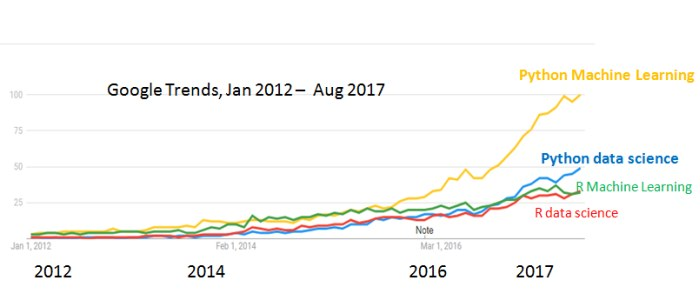 Python Machine Learning
Google Trends, Jan 2012 – Aug 2017
100
75
50
25
Python data science
R Machine Learning
R data science
Note
Jan 1, 2012
Feb 1, 2014
Mar 1, 2016
2012
2014
2016
2017